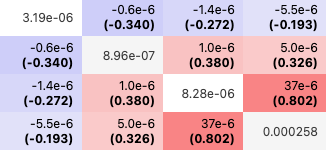 3.19e-06 -0.6e-6 -1.4e-6 -5.5e-6
(-0.340) (-0.272) (-0.193)
-0.6e-6 8.96e-07 1.0e-6 5.0e-6
(-0.340) (0.380) (0.326)
-1.4e-6 1.0e-6 8.28e-06 37e-6
(-0.272) (0.380) (0.802)
-5.5e-6 5.0e-6 37e-6 0.000258
(-0.193) (0.326) (0.802)